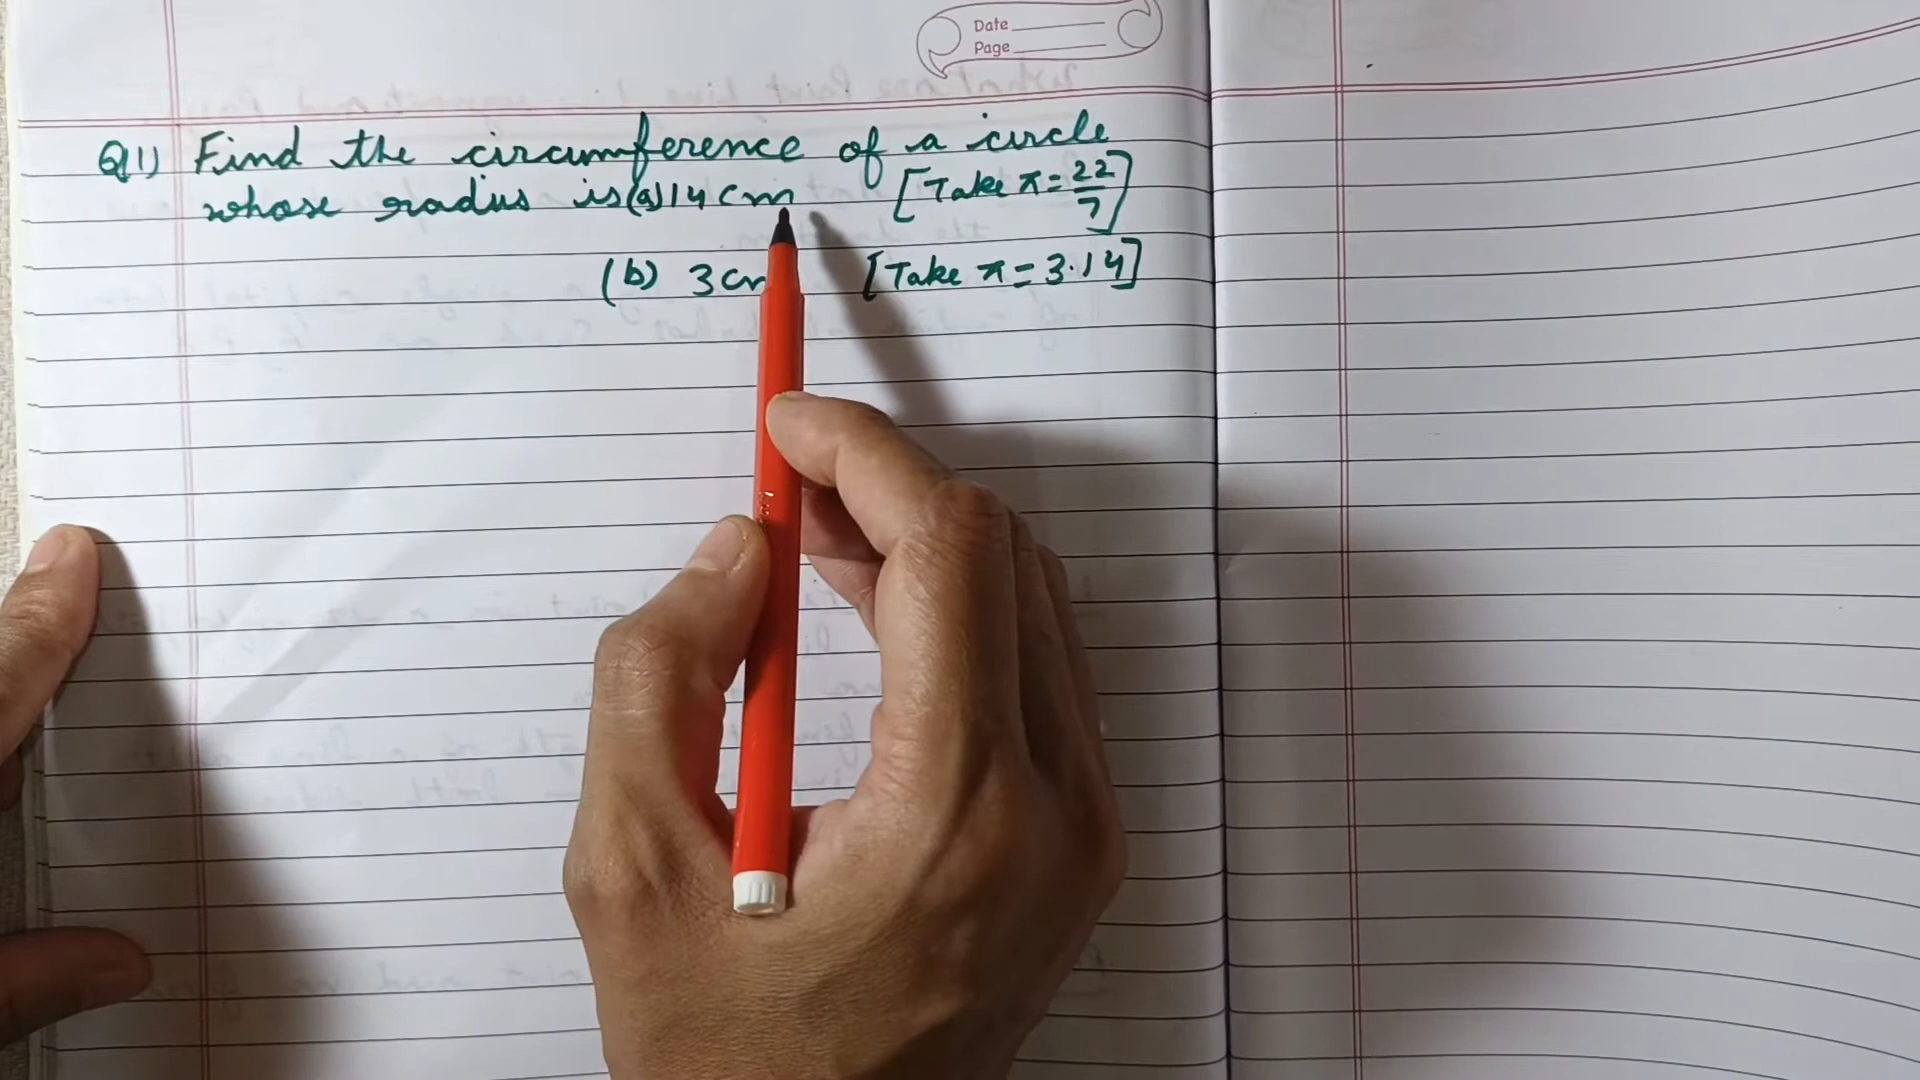 Date
Page
Q1) Find the circumference of a circle
whose radius is (a) 14 cm [Take π = 22/7]
(b) 3 cm [Take π = 3.14]